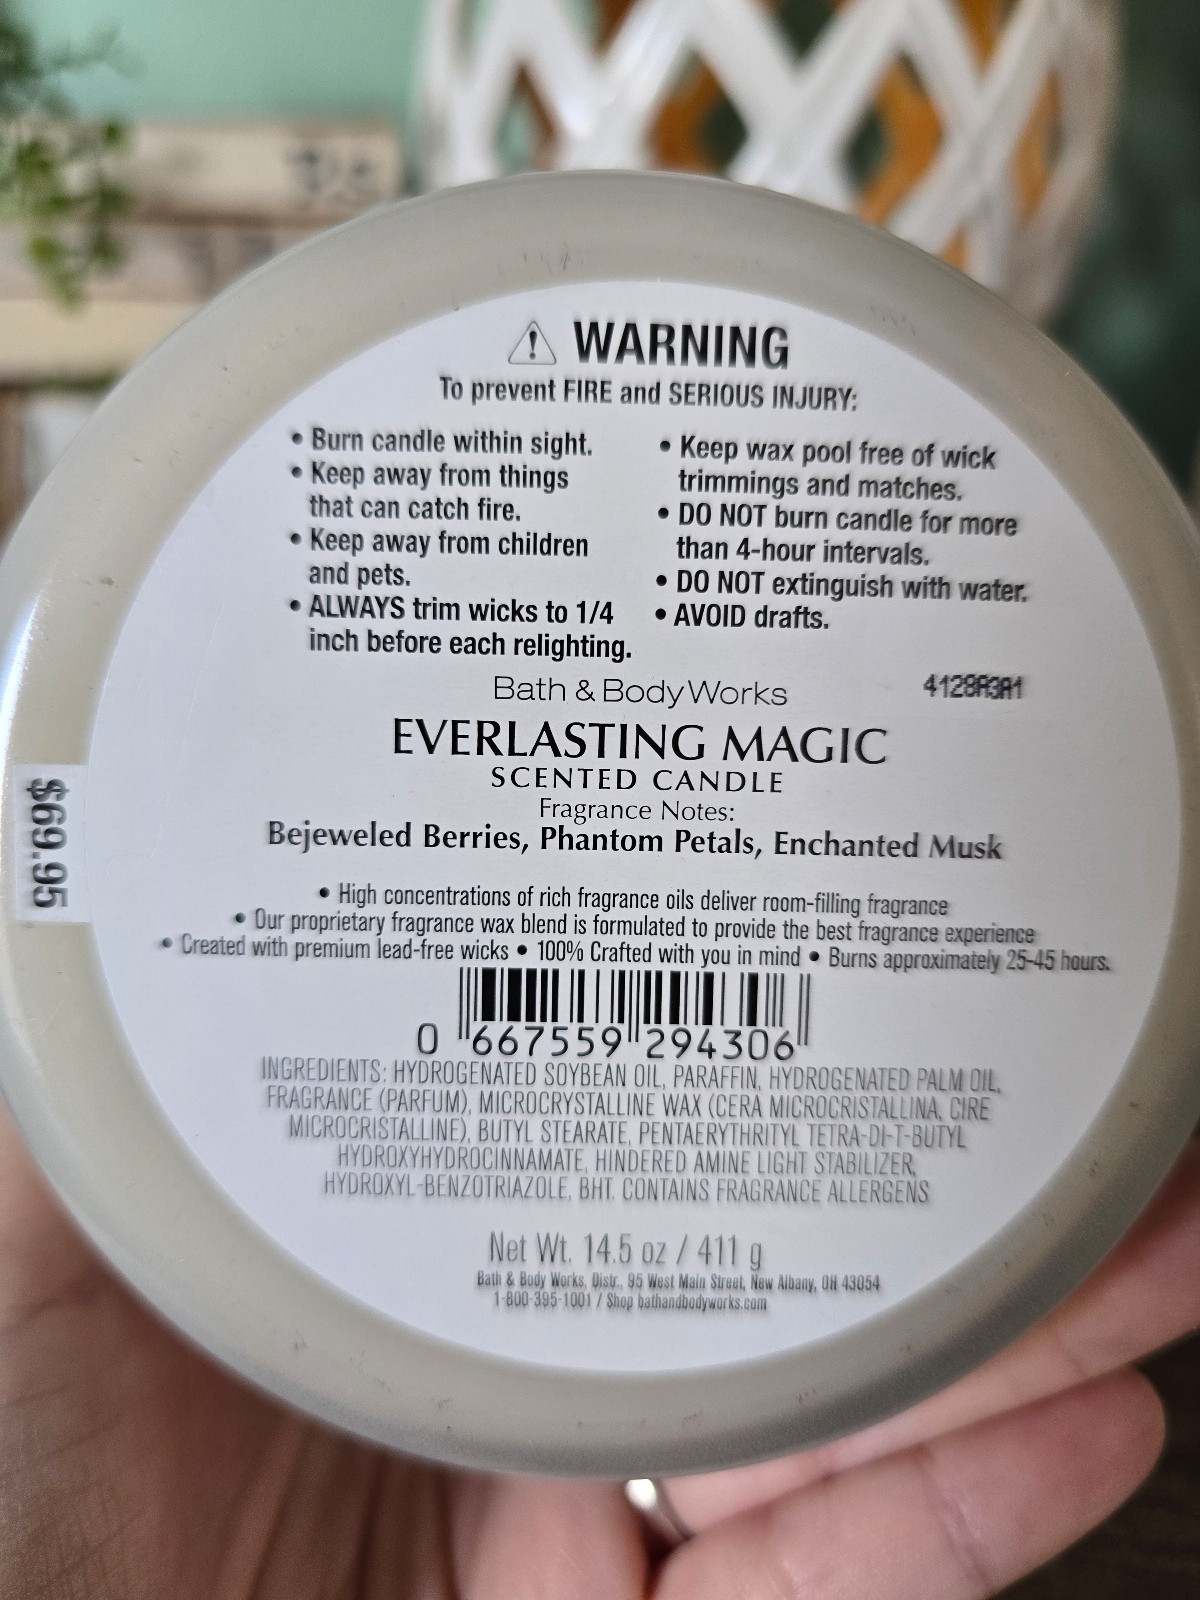 ⚠ WARNING
To prevent FIRE and SERIOUS INJURY:
• Burn candle within sight.
• Keep away from things
that can catch fire.
• Keep away from children
and pets.
• ALWAYS trim wicks to 1/4
inch before each relighting.
• Keep wax pool free of wick
trimmings and matches.
• DO NOT burn candle for more
than 4-hour intervals.
• DO NOT extinguish with water.
• AVOID drafts.
Bath & Body Works
4128A3A1
EVERLASTING MAGIC
SCENTED CANDLE
Fragrance Notes:
Bejeweled Berries, Phantom Petals, Enchanted Musk
$69.95
• High concentrations of rich fragrance oils deliver room-filling fragrance
• Our proprietary fragrance wax blend is formulated to provide the best fragrance experience
• Created with premium lead-free wicks • 100% Crafted with you in mind • Burns approximately 25-45 hours.
0 667559 294306
INGREDIENTS: HYDROGENATED SOYBEAN OIL, PARAFFIN, HYDROGENATED PALM OIL,
FRAGRANCE (PARFUM), MICROCRYSTALLINE WAX (CERA MICROCRISTALLINA, CIRE
MICROCRISTALLINE), BUTYL STEARATE, PENTAERYTHRITYL TETRA-DI-T-BUTYL
HYDROXYHYDROCINNAMATE, HINDERED AMINE LIGHT STABILIZER,
HYDROXYL-BENZOTRIAZOLE, BHT. CONTAINS FRAGRANCE ALLERGENS
Net Wt. 14.5 oz / 411 g
Bath & Body Works, Distr., 95 West Main Street, New Albany, OH 43054
1-800-395-1001 / Shop bathandbodyworks.com